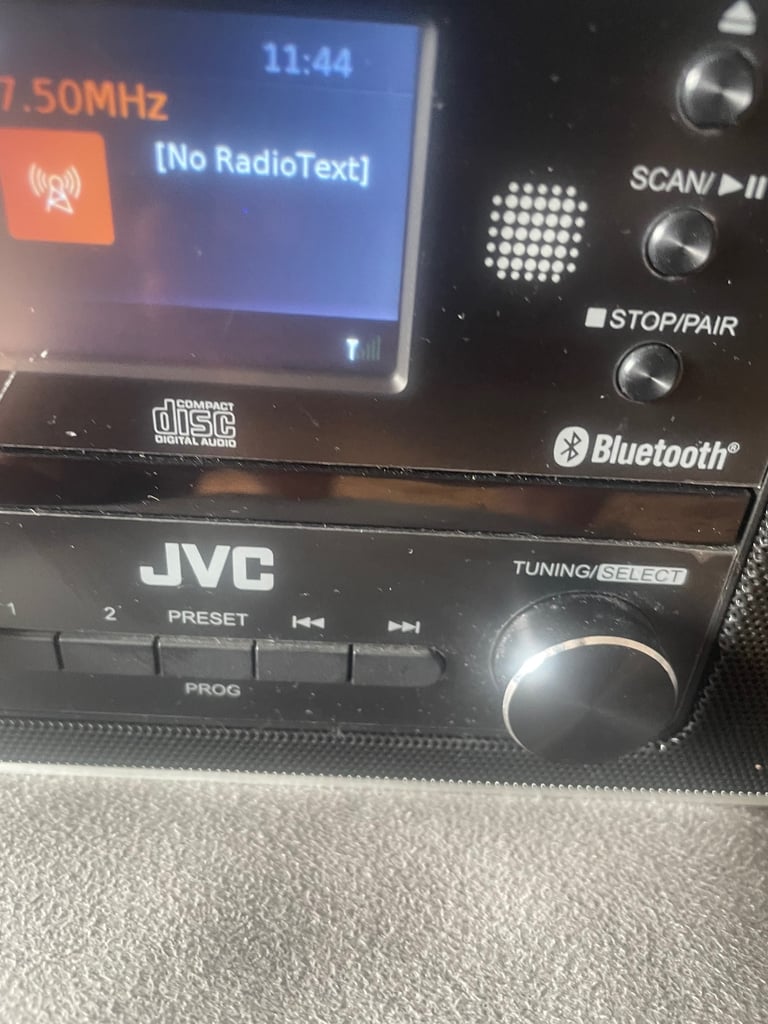 11:44
7.50MHz
[No RadioText]
SCAN/
STOP/PAIR
COMPACT
disc
DIGITAL AUDIO
Bluetooth®
JVC
TUNING/SELECT
1
2
PRESET
PROG